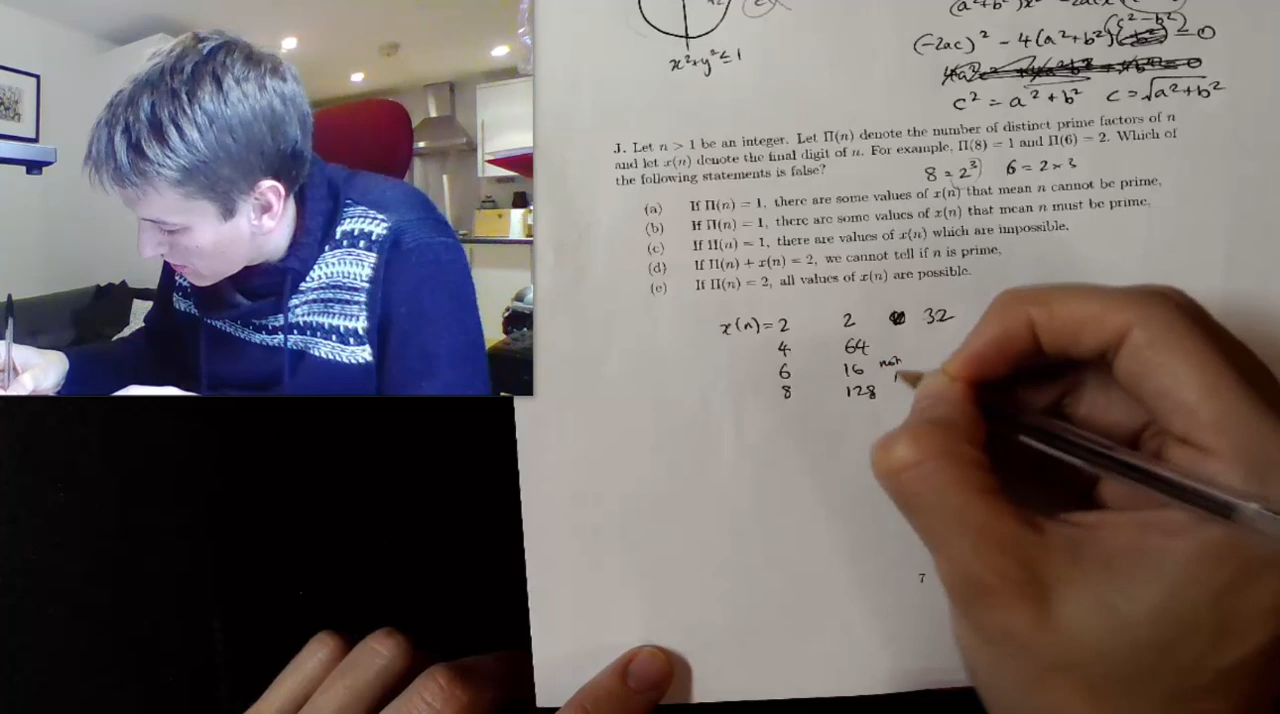 x²+y²≤1
(-2ac)² - 4(a²+b²)(c²-b²) = 0
c² = a²+b² c = √a²+b²
J. Let n > 1 be an integer. Let Π(n) denote the number of distinct prime factors of n
and let x(n) denote the final digit of n. For example, Π(8) = 1 and Π(6) = 2. Which of
the following statements is false?
8 = 2³ 6 = 2×3
(a) If Π(n) = 1, there are some values of x(n) that mean n cannot be prime,
(b) If Π(n) = 1, there are some values of x(n) that mean n must be prime,
(c) If Π(n) = 1, there are values of x(n) which are impossible,
(d) If Π(n) + x(n) = 2, we cannot tell if n is prime,
(e) If Π(n) = 2, all values of x(n) are possible.
x(n) = 2 2 32
4 64
6 16 not
8 128
7